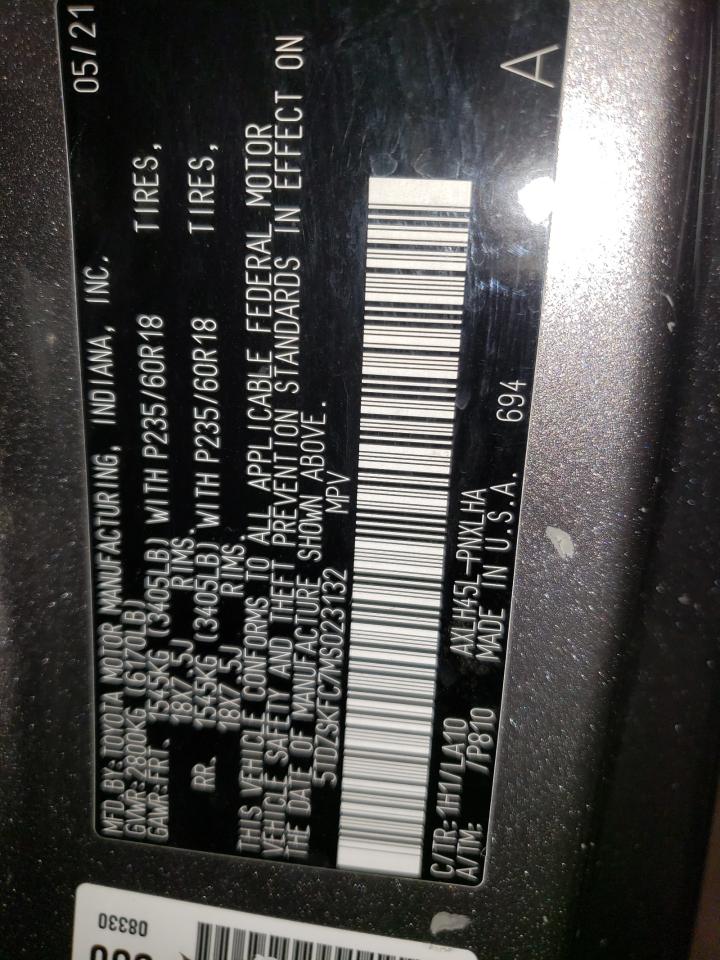 MFD. BY: TOYOTA MOTOR MANUFACTURING, INDIANA, INC. 05/21
GVWR: 2800KG (6170LB)
GAWR: FR. 1545KG (3405LB) WITH P235/60R18 TIRES,
18X7.5J RIMS.
RR. 1545KG (3405LB) WITH P235/60R18 TIRES,
18X7.5J RIMS.
THIS VEHICLE CONFORMS TO ALL APPLICABLE FEDERAL MOTOR
VEHICLE SAFETY AND THEFT PREVENTION STANDARDS IN EFFECT ON
THE DATE OF MANUFACTURE SHOWN ABOVE.
5TDZSKFC7MS023132 MPV
C/TR: 1H1/LA10 AXLH45L-PNXLHA
A/TM: /P810 MADE IN U.S.A. 694 A
08330